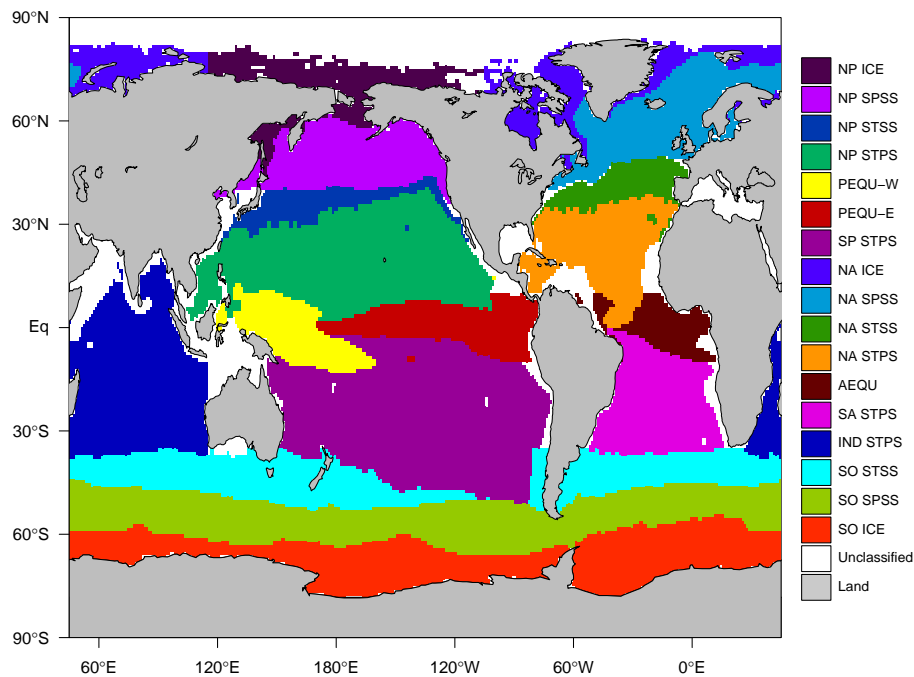 90°N
60°N
30°N
Eq
30°S
60°S
90°S
60°E
120°E
180°E
120°W
60°W
0°E
NP ICE
NP SPSS
NP STSS
NP STPS
PEQU−W
PEQU−E
SP STPS
NA ICE
NA SPSS
NA STSS
NA STPS
AEQU
SA STPS
IND STPS
SO STSS
SO SPSS
SO ICE
Unclassified
Land